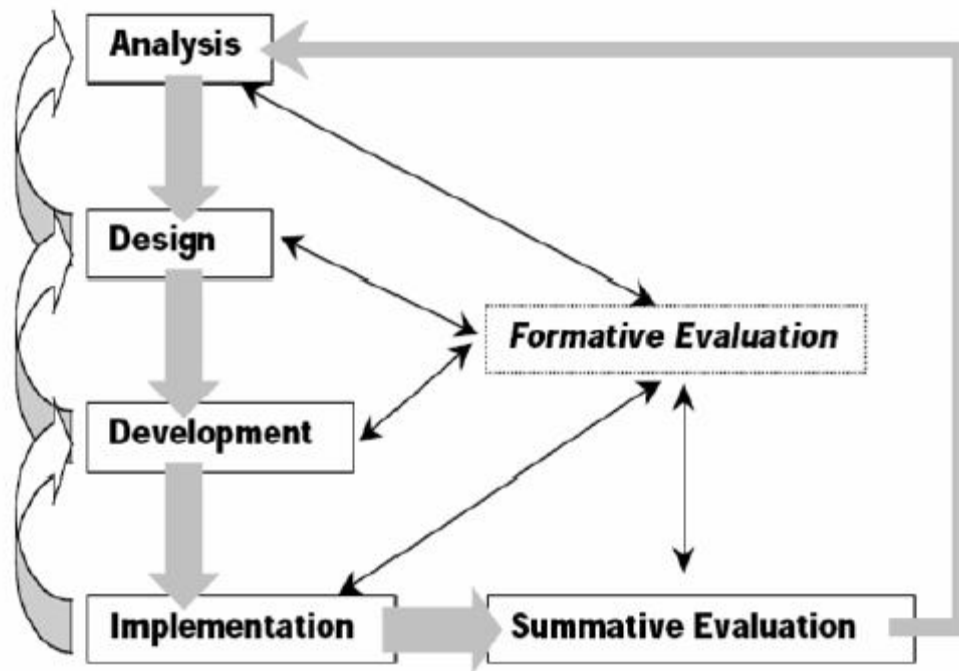 Analysis
Design
Formative Evaluation
Development
Implementation
Summative Evaluation